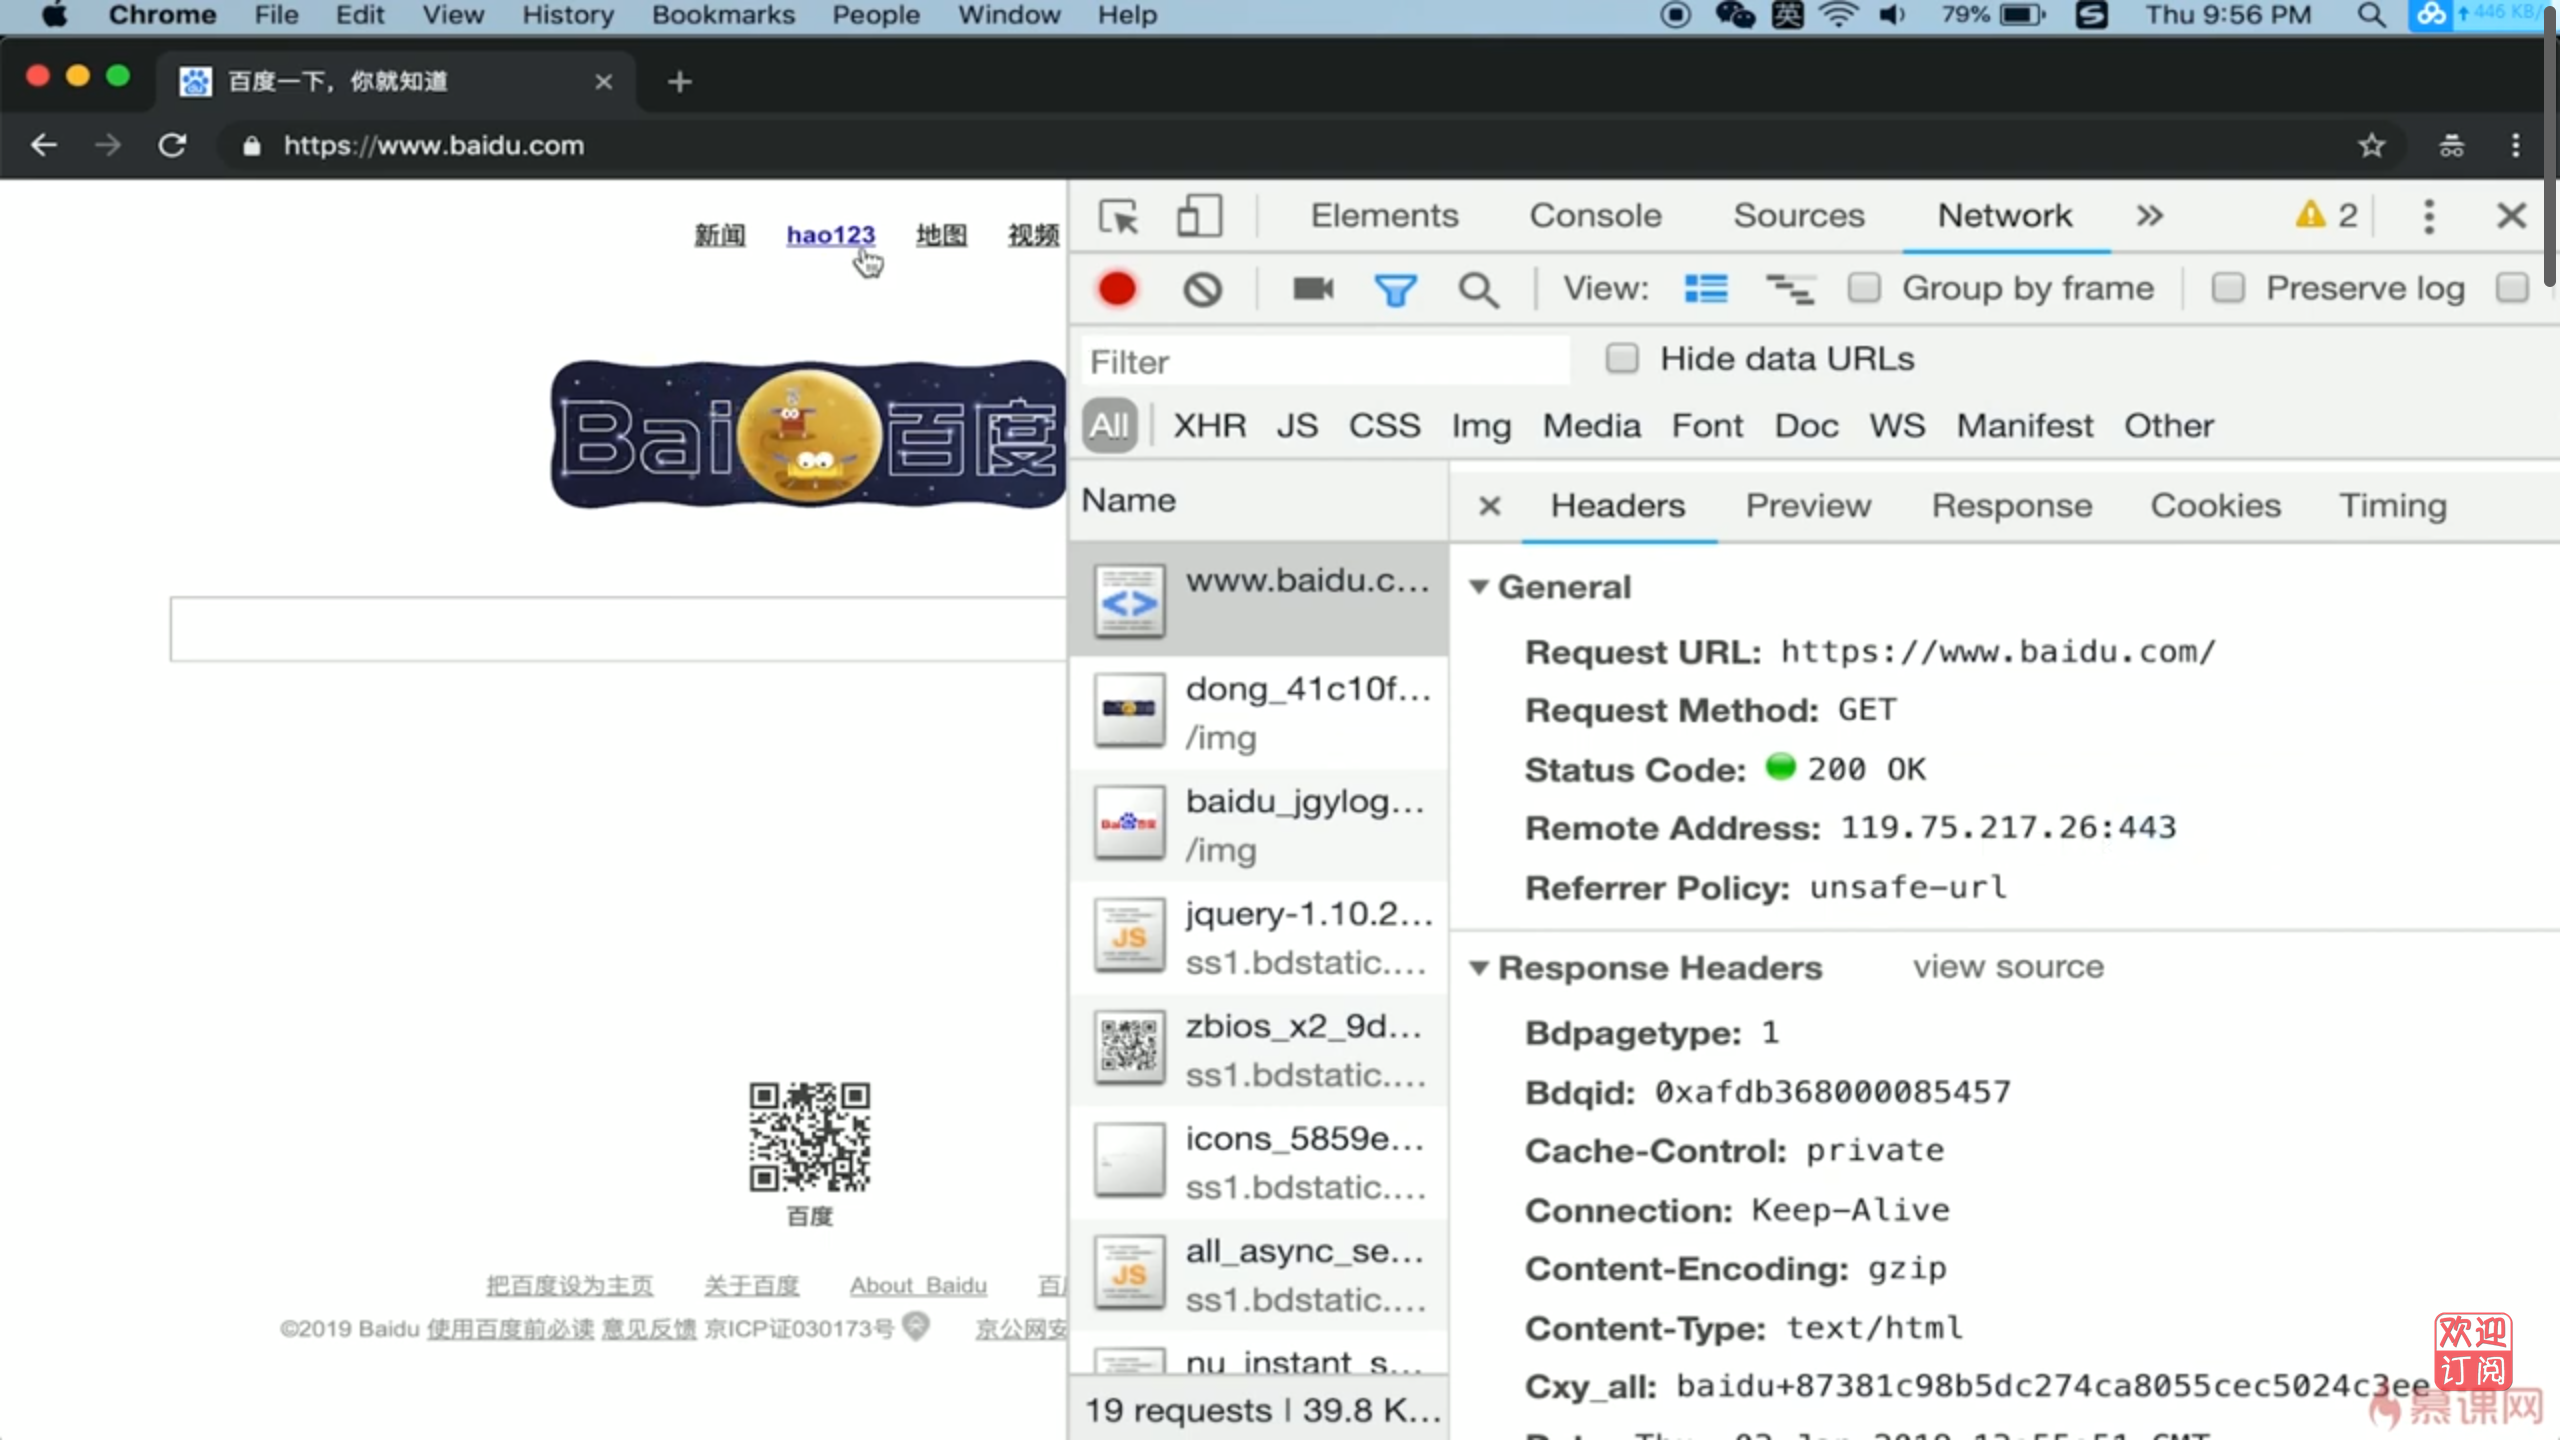 Chrome File Edit View History Bookmarks People Window Help 英 79% Thu 9:56 PM 446 KB/
百度一下，你就知道
https://www.baidu.com
新闻 hao123 地图 视频
Bai 百度
百度
把百度设为主页 关于百度 About Baidu
©2019 Baidu 使用百度前必读 意见反馈 京ICP证030173号 京公网安
Elements Console Sources Network 2
View: Group by frame Preserve log
Filter Hide data URLs
All XHR JS CSS Img Media Font Doc WS Manifest Other
Name
www.baidu.c...
dong_41c10f...
/img
baidu_jgylog...
/img
jquery-1.10.2...
ss1.bdstatic....
zbios_x2_9d...
ss1.bdstatic....
icons_5859e...
ss1.bdstatic....
all_async_se...
ss1.bdstatic....
nu_instant_s...
19 requests | 39.8 K...
Headers Preview Response Cookies Timing
General
Request URL: https://www.baidu.com/
Request Method: GET
Status Code: 200 OK
Remote Address: 119.75.217.26:443
Referrer Policy: unsafe-url
Response Headers view source
Bdpagetype: 1
Bdqid: 0xafdb368000085457
Cache-Control: private
Connection: Keep-Alive
Content-Encoding: gzip
Content-Type: text/html
Cxy_all: baidu+87381c98b5dc274ca8055cec5024c3ee
欢迎
订阅
慕课网